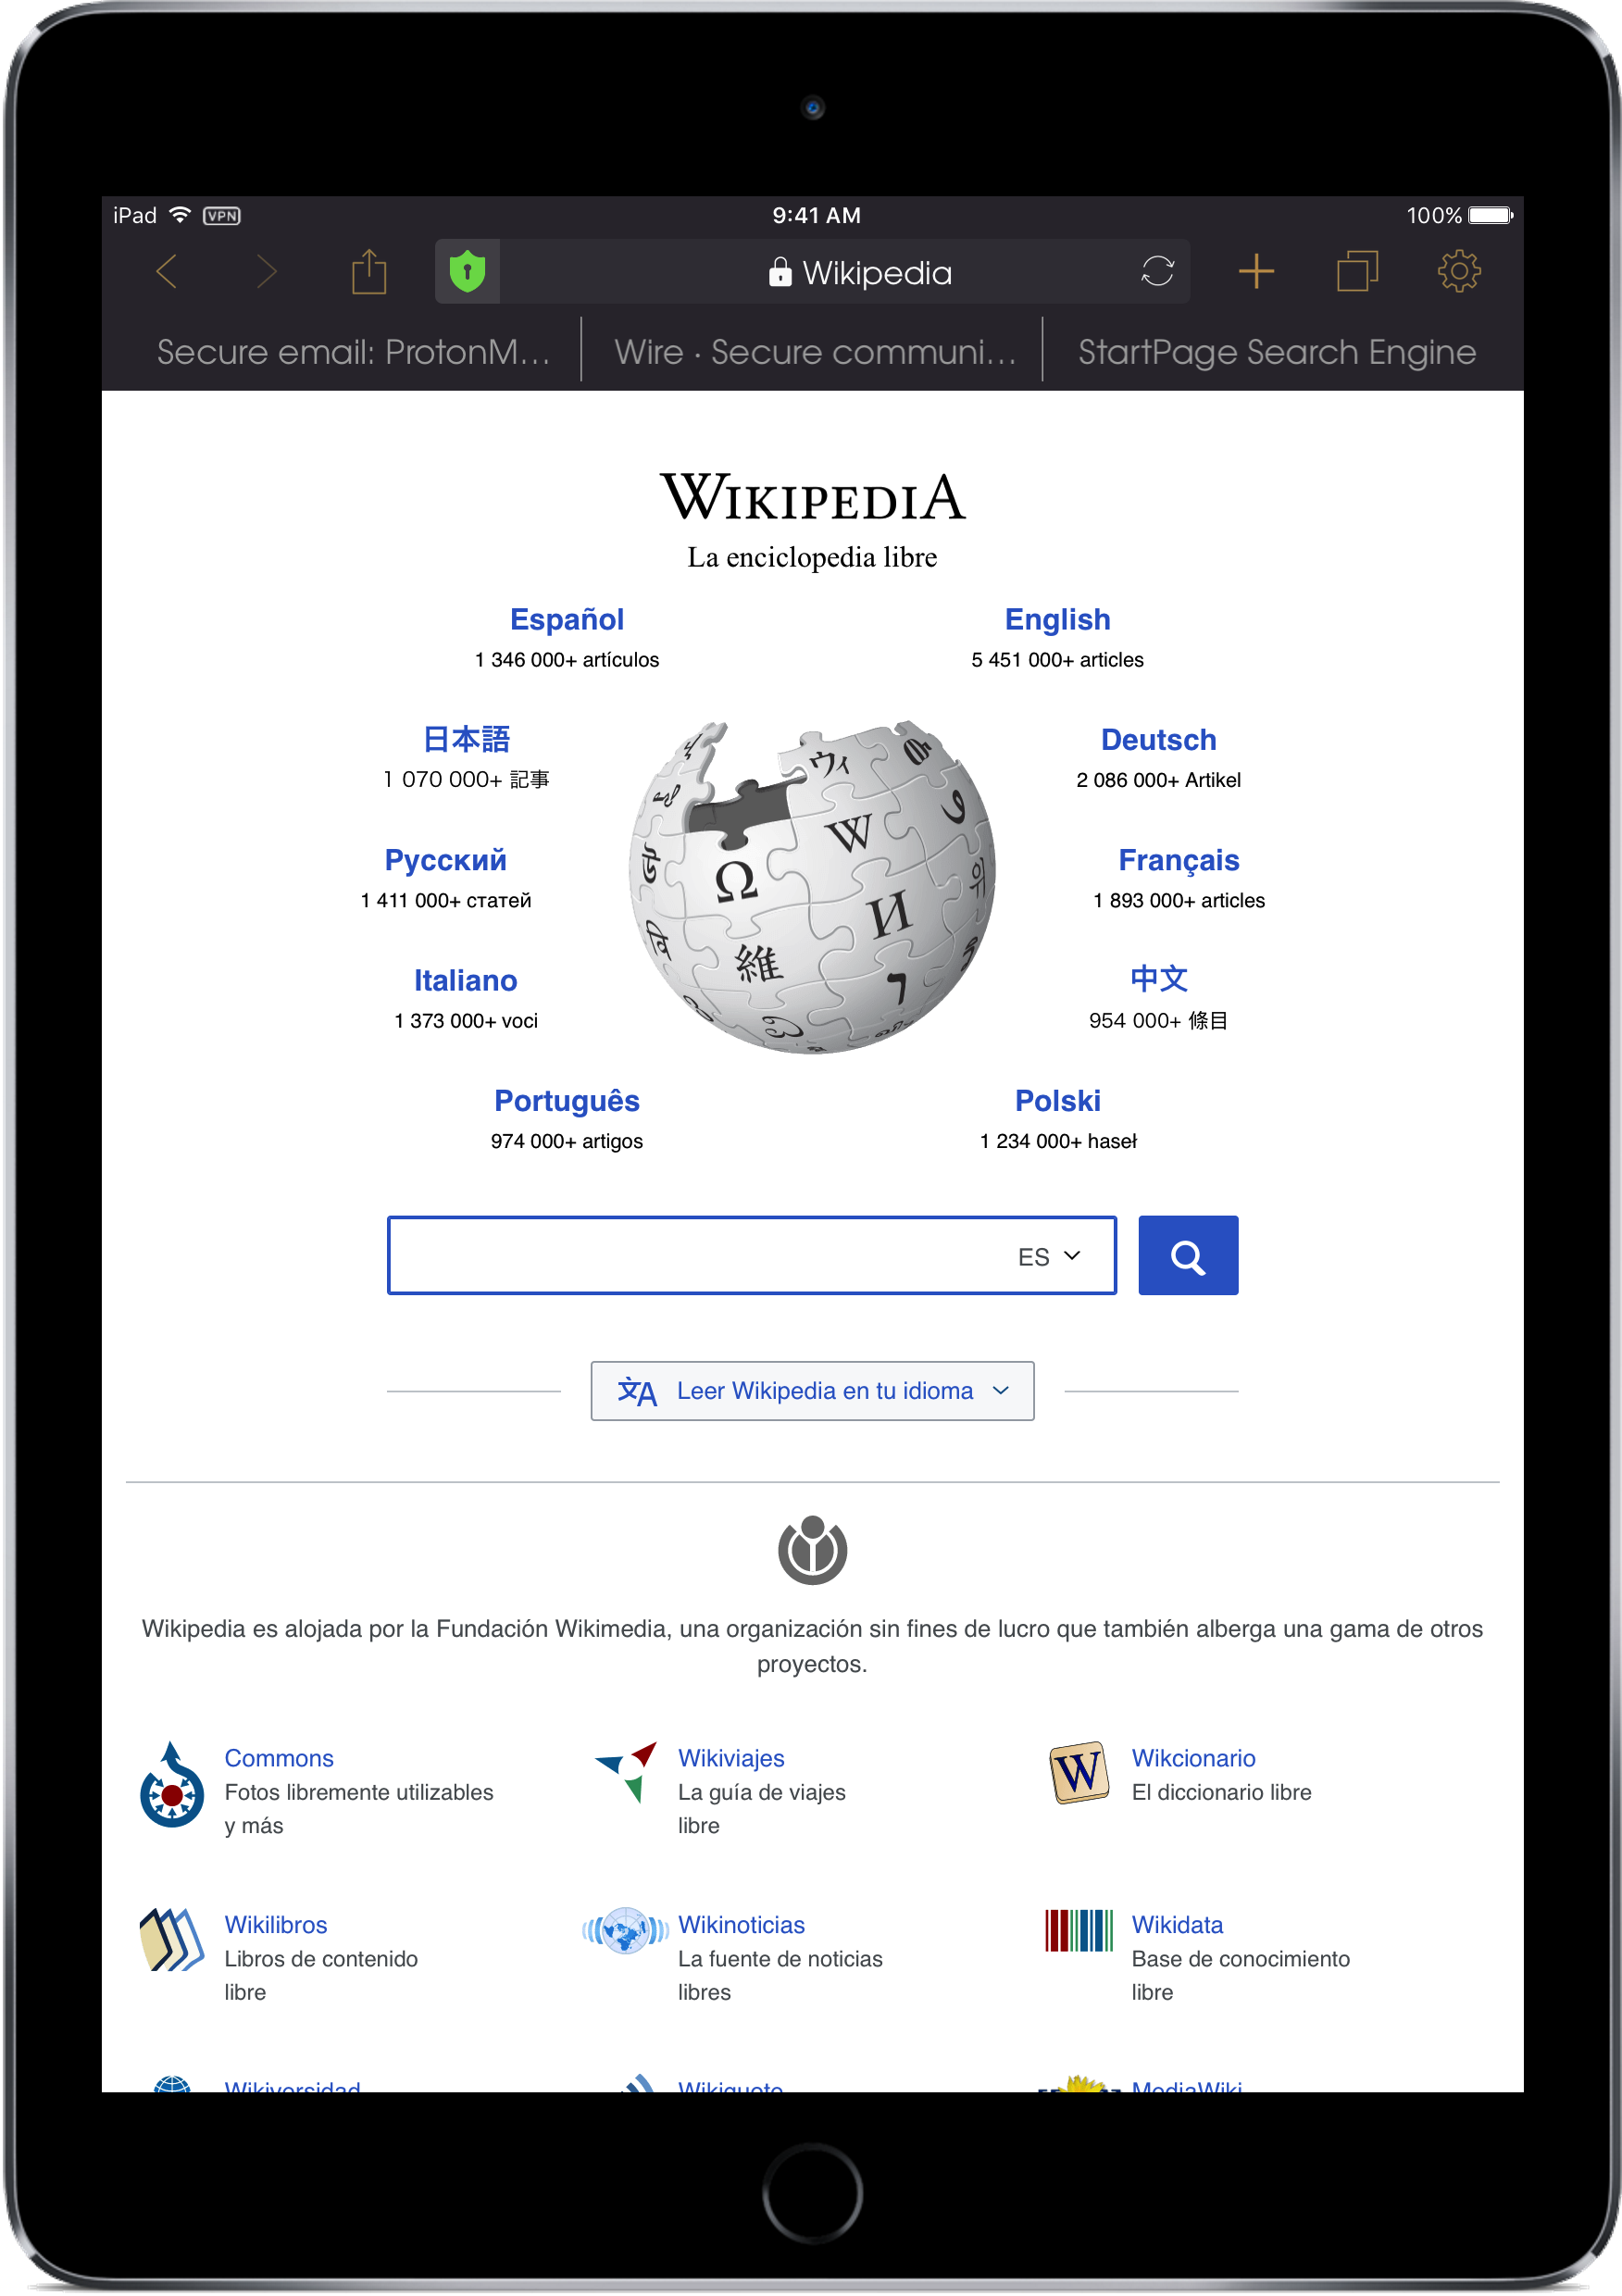 iPad VPN 9:41 AM 100%
Wikipedia
Secure email: ProtonM... Wire · Secure communi... StartPage Search Engine
WIKIPEDIA
La enciclopedia libre
Español English
1 346 000+ artículos 5 451 000+ articles
日本語 Deutsch
1 070 000+ 記事 2 086 000+ Artikel
Русский Français
1 411 000+ статей 1 893 000+ articles
Italiano 中文
1 373 000+ voci 954 000+ 條目
Português Polski
974 000+ artigos 1 234 000+ haseł
ウィ
W
Ω
И
維
ES
Leer Wikipedia en tu idioma
Wikipedia es alojada por la Fundación Wikimedia, una organización sin fines de lucro que también alberga una gama de otros
proyectos.
Commons Wikiviajes Wikcionario
Fotos libremente utilizables La guía de viajes El diccionario libre
y más libre
W
Wikilibros Wikinoticias Wikidata
Libros de contenido La fuente de noticias Base de conocimiento
libre libres libre
Wikiversidad Wikiquote MediaWiki